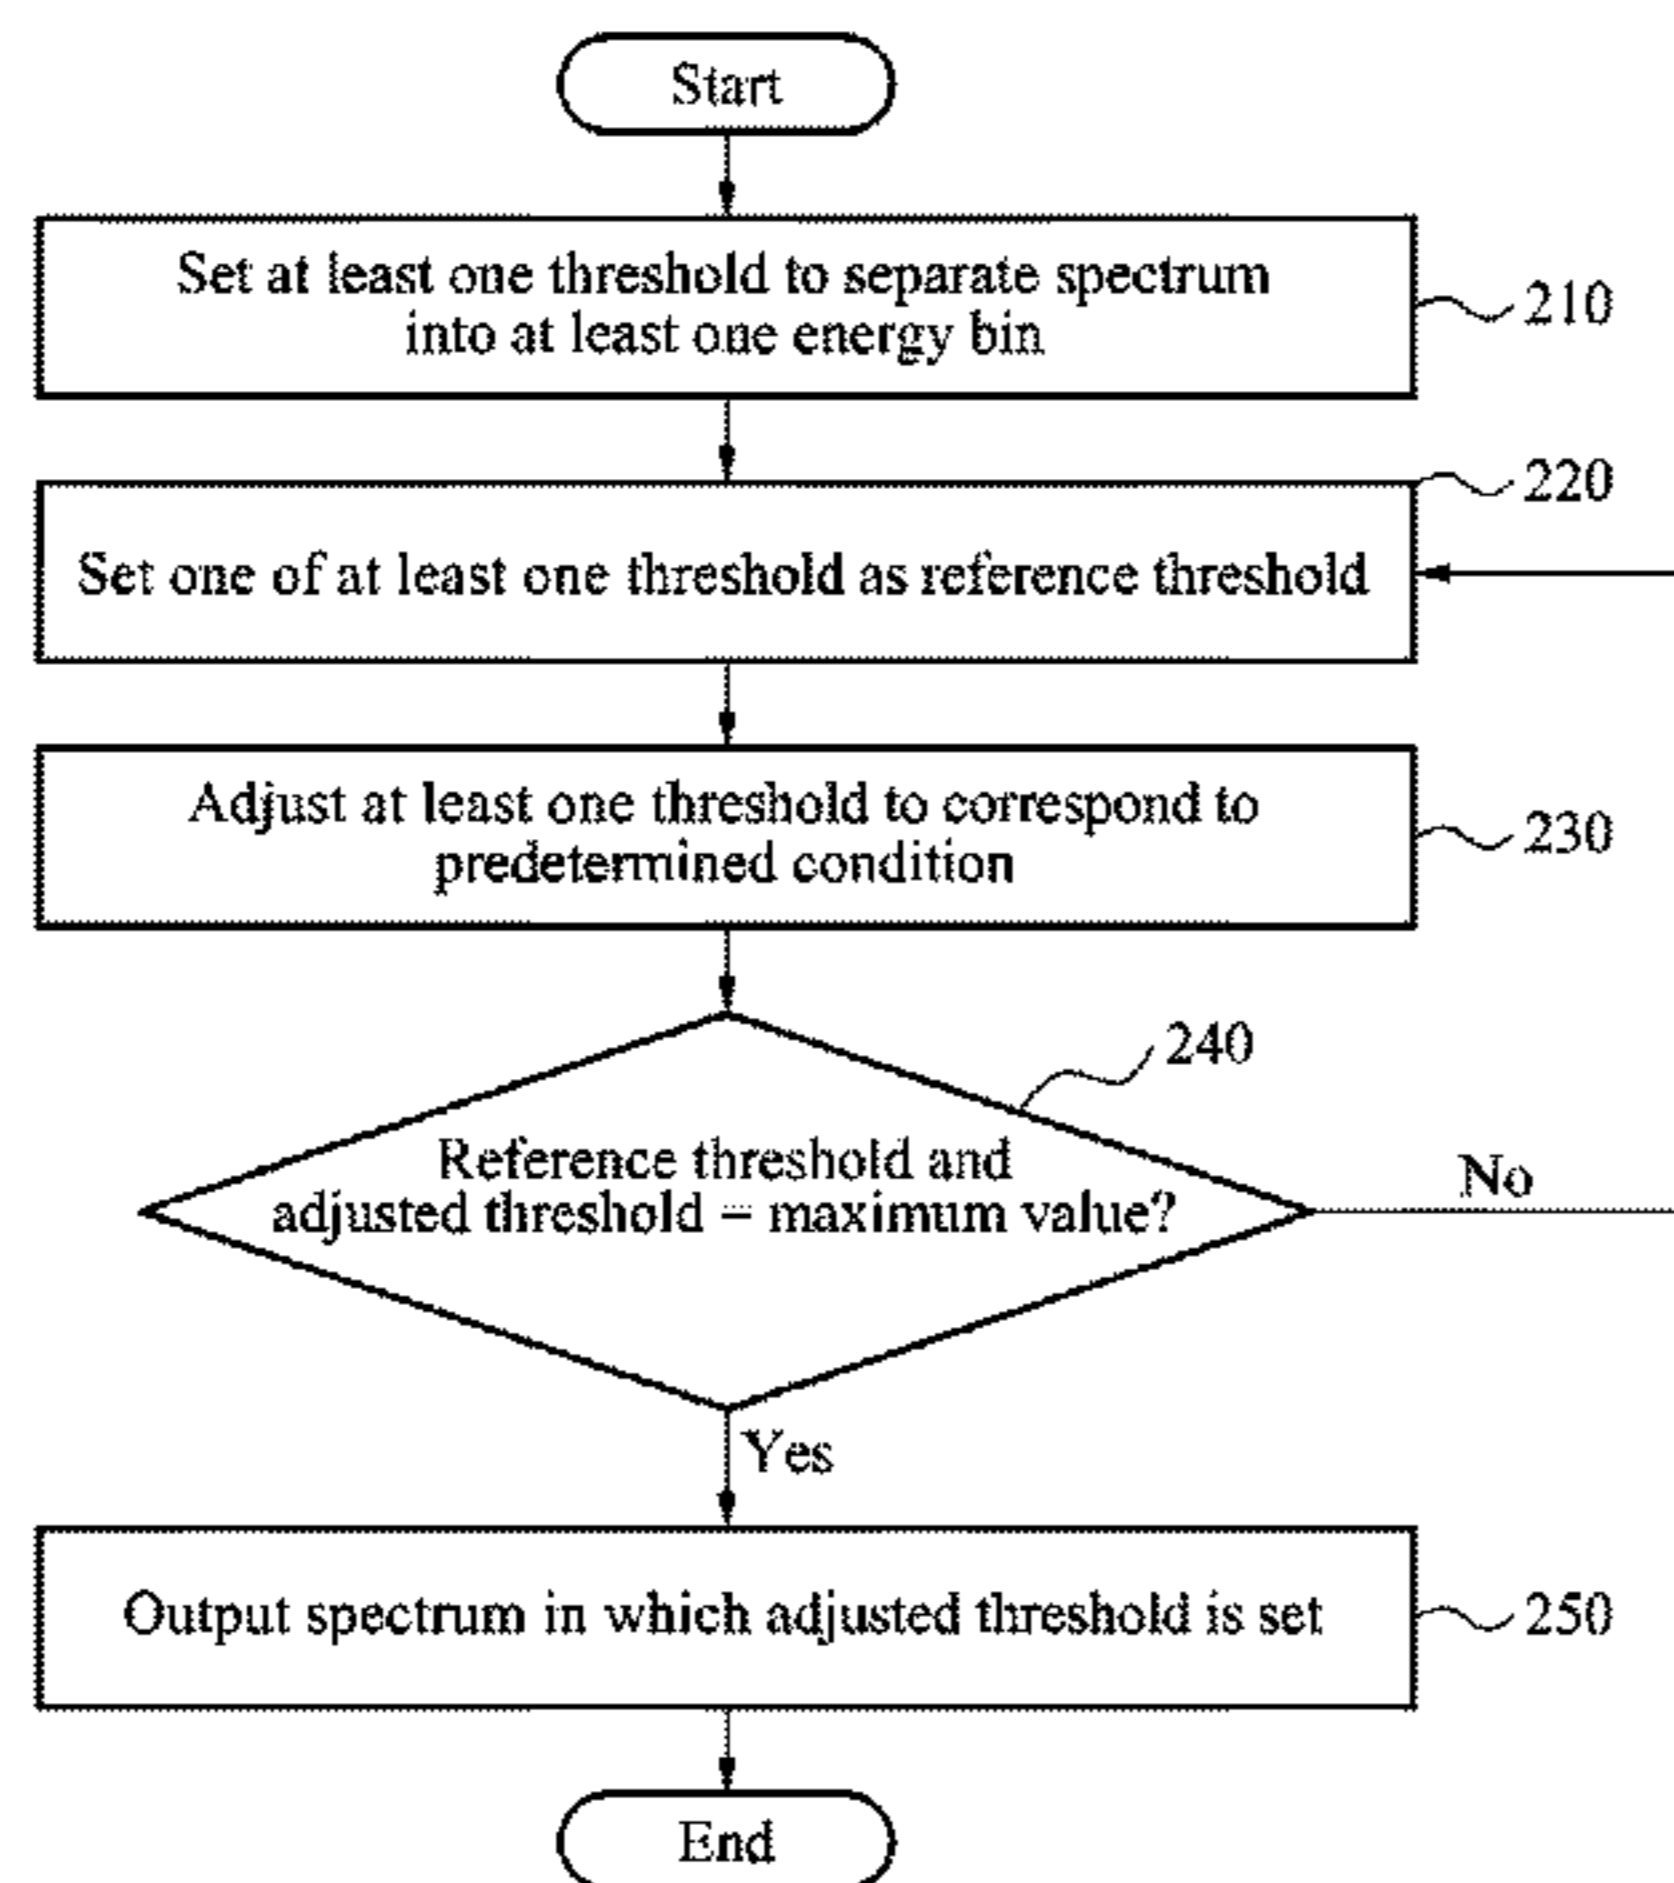 Start
Set at least one threshold to separate spectrum
into at least one energy bin
210
220
Set one of at least one threshold as reference threshold
Adjust at least one threshold to correspond to
predetermined condition
230
240
Reference threshold and
adjusted threshold = maximum value?
No
Yes
Output spectrum in which adjusted threshold is set
250
End